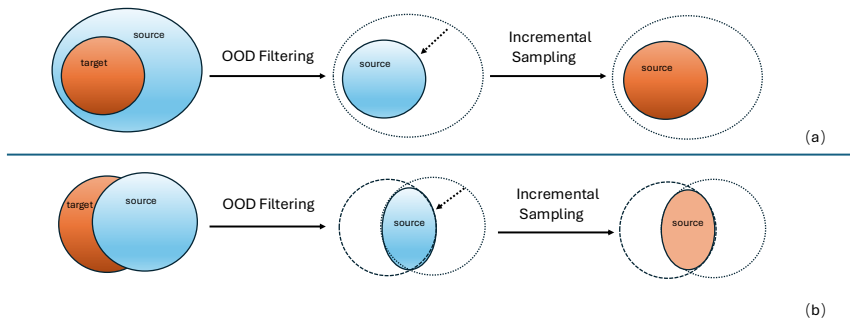 source
target
OOD Filtering
source
Incremental
Sampling
source
(a)
target
source
OOD Filtering
source
Incremental
Sampling
source
(b)